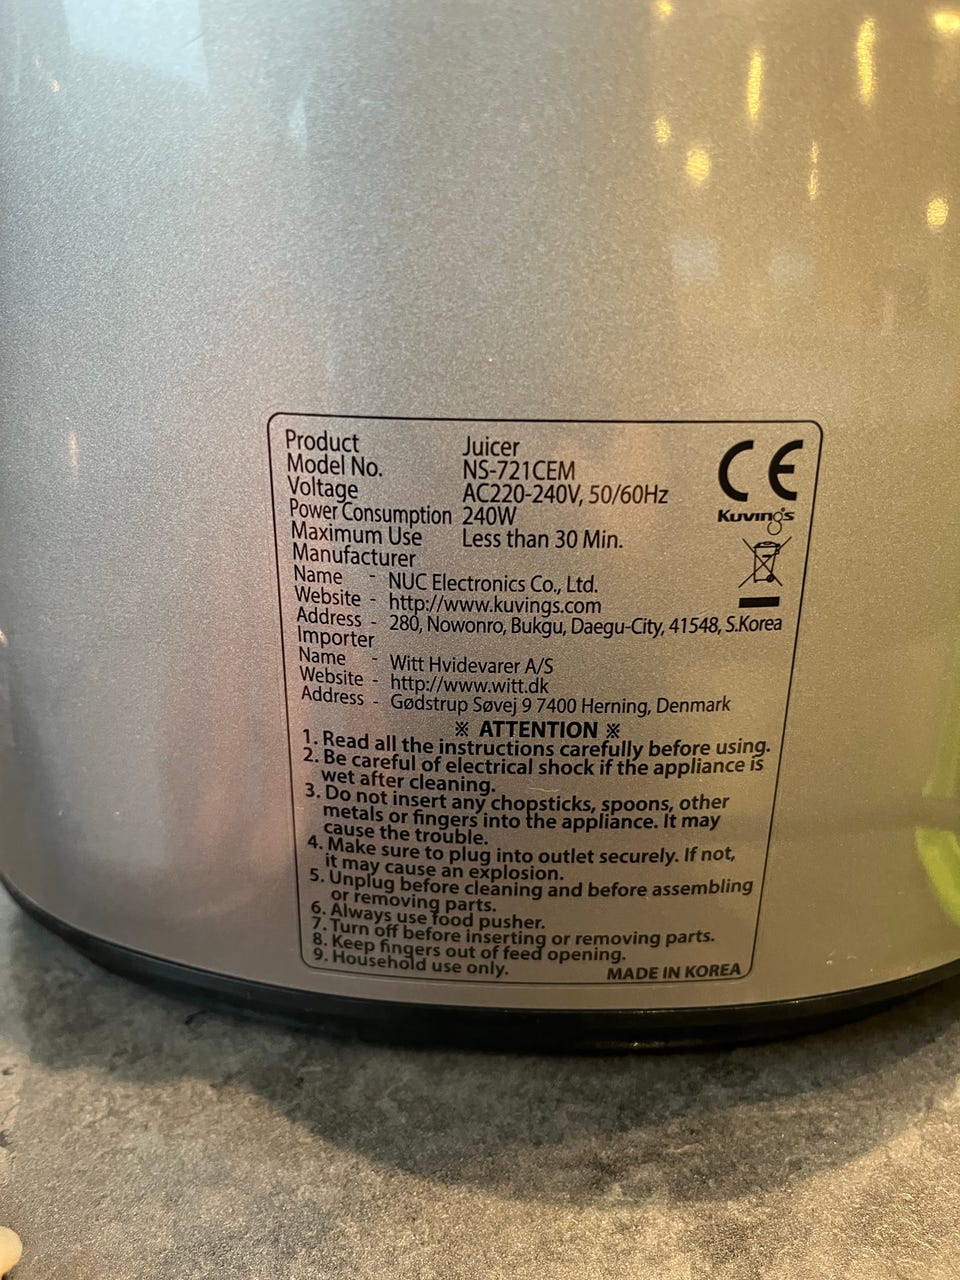 Product Juicer
Model No. NS-721CEM
Voltage AC220-240V, 50/60Hz
Power Consumption 240W
Maximum Use Less than 30 Min.
Manufacturer
Name - NUC Electronics Co., Ltd.
Website - http://www.kuvings.com
Address - 280, Nowonro, Bukgu, Daegu-City, 41548, S.Korea
Importer
Name - Witt Hvidevarer A/S
Website - http://www.witt.dk
Address - Gødstrup Søvej 9 7400 Herning, Denmark
CE
Kuvings
※ ATTENTION ※
1. Read all the instructions carefully before using.
2. Be careful of electrical shock if the appliance is
wet after cleaning.
3. Do not insert any chopsticks, spoons, other
metals or fingers into the appliance. It may
cause the trouble.
4. Make sure to plug into outlet securely. If not,
it may cause an explosion.
5. Unplug before cleaning and before assembling
or removing parts.
6. Always use food pusher.
7. Turn off before inserting or removing parts.
8. Keep fingers out of feed opening.
9. Household use only.
MADE IN KOREA